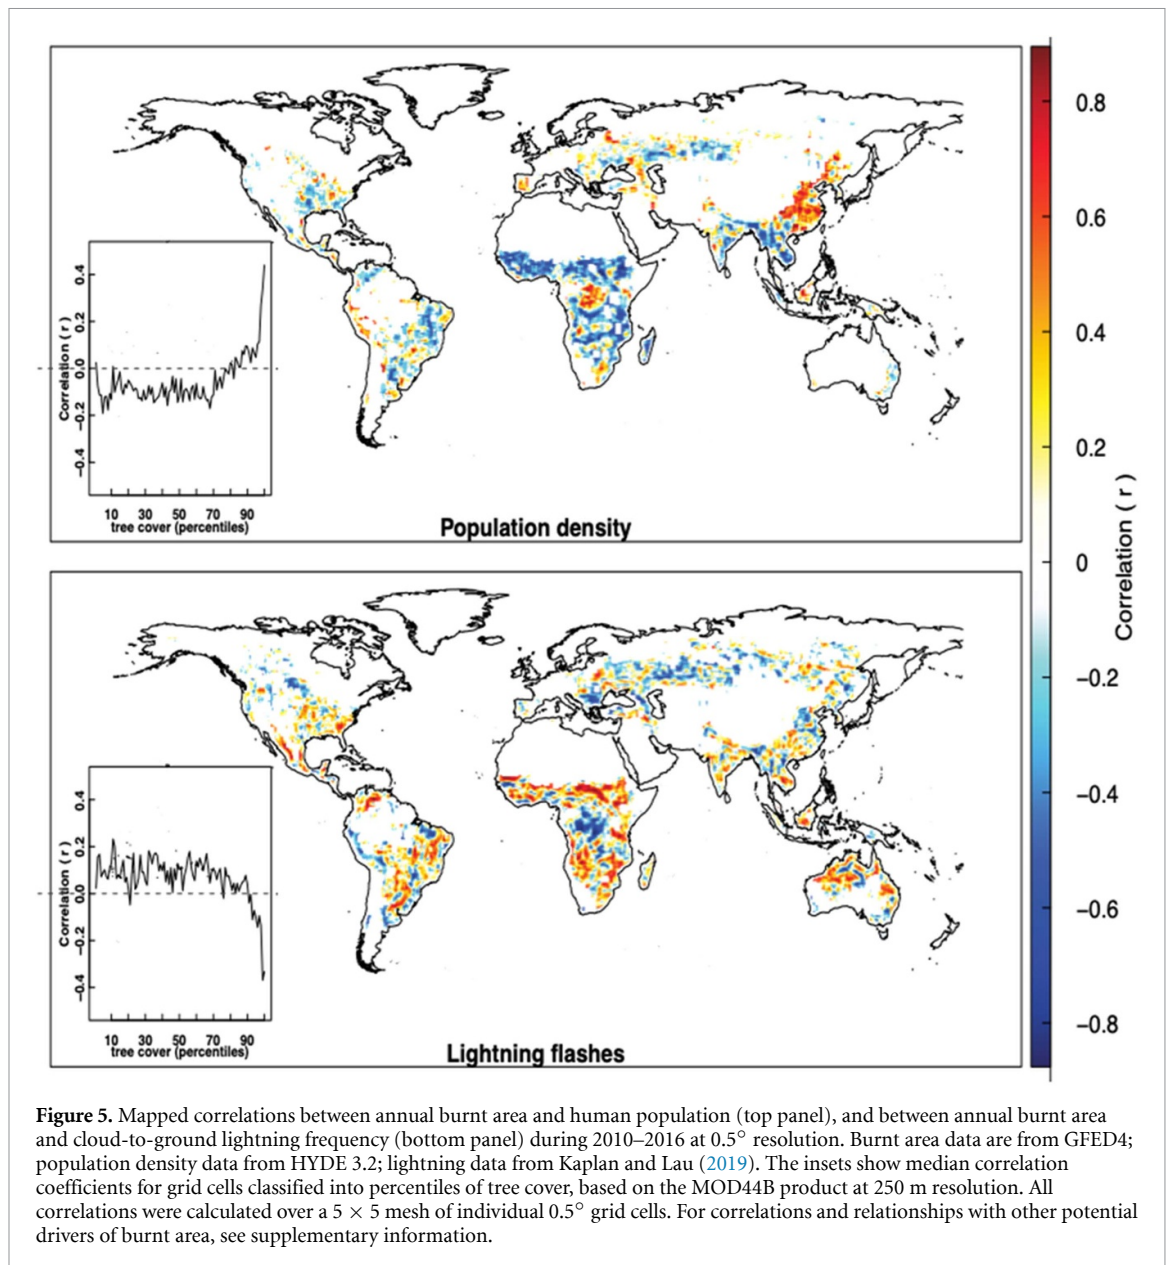 0.4
0.2
0.0
−0.2
−0.4
Correlation ( r )
10 30 50 70 90
tree cover (percentiles)
Population density
0.4
0.2
0.0
−0.2
−0.4
Correlation ( r )
10 30 50 70 90
tree cover (percentiles)
Lightning flashes
0.8
0.6
0.4
0.2
0
−0.2
−0.4
−0.6
−0.8
Correlation ( r )
Figure 5. Mapped correlations between annual burnt area and human population (top panel), and between annual burnt area
and cloud-to-ground lightning frequency (bottom panel) during 2010–2016 at 0.5° resolution. Burnt area data are from GFED4;
population density data from HYDE 3.2; lightning data from Kaplan and Lau (2019). The insets show median correlation
coefficients for grid cells classified into percentiles of tree cover, based on the MOD44B product at 250 m resolution. All
correlations were calculated over a 5 × 5 mesh of individual 0.5° grid cells. For correlations and relationships with other potential
drivers of burnt area, see supplementary information.